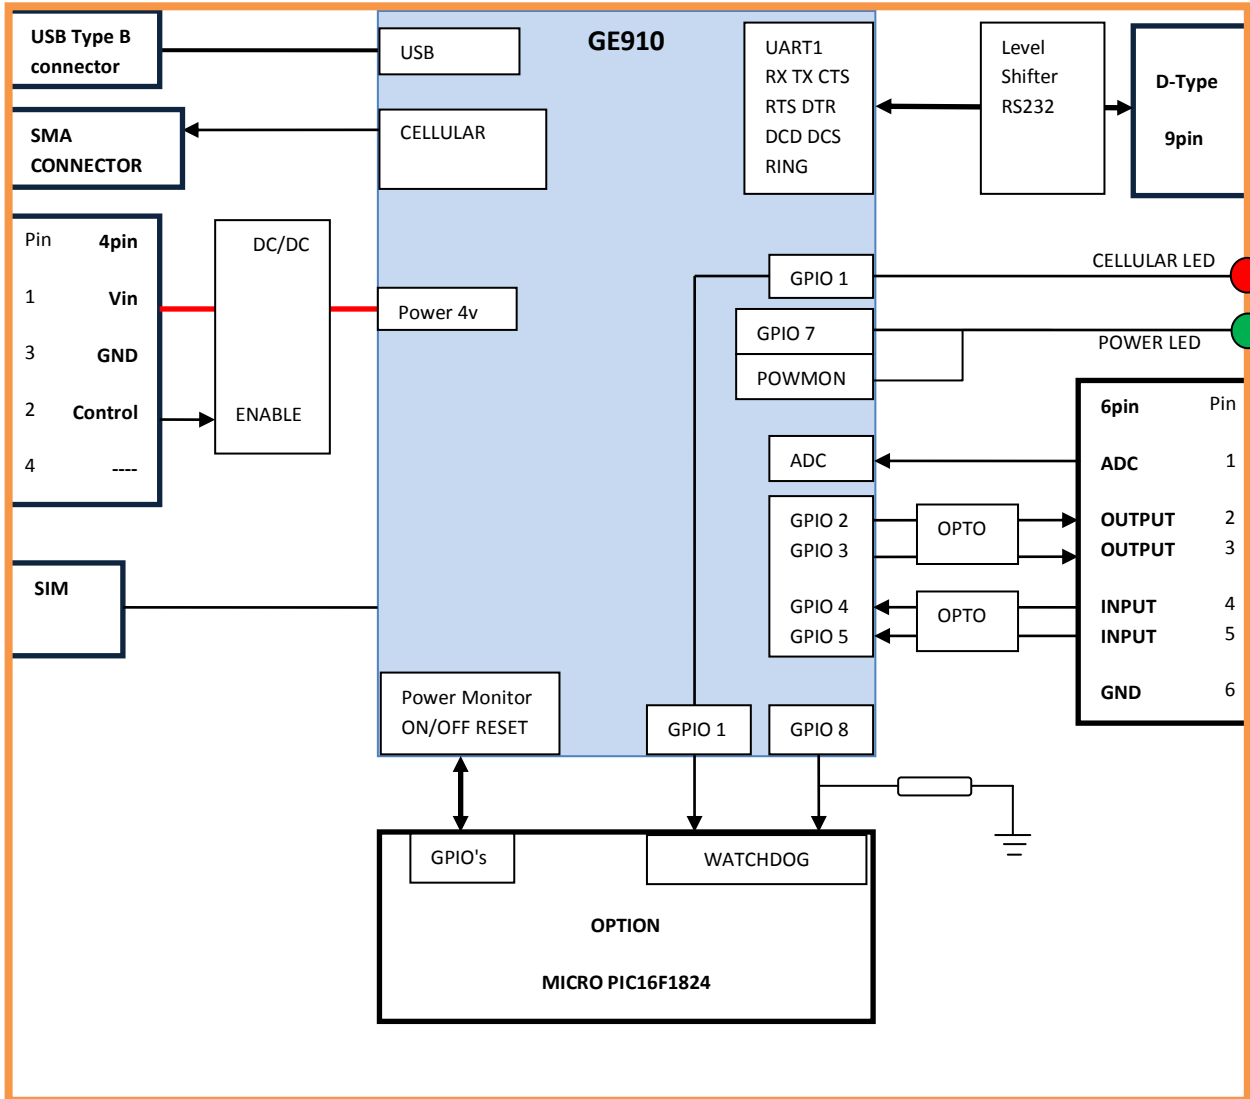 USB Type B
connector
USB
GE910
UART1
RX TX CTS
RTS DTR
DCD DCS
RING
Level
Shifter
RS232
D-Type
9pin
SMA
CONNECTOR
CELLULAR
Pin 4pin
1 Vin
3 GND
2 Control
4 ----
DC/DC
ENABLE
Power 4v
GPIO 1
CELLULAR LED
GPIO 7
POWMON
POWER LED
6pin Pin
ADC 1
OUTPUT 2
OUTPUT 3
INPUT 4
INPUT 5
GND 6
ADC
GPIO 2
GPIO 3
GPIO 4
GPIO 5
OPTO
OPTO
SIM
Power Monitor
ON/OFF RESET
GPIO 1
GPIO 8
GPIO's
WATCHDOG
OPTION
MICRO PIC16F1824